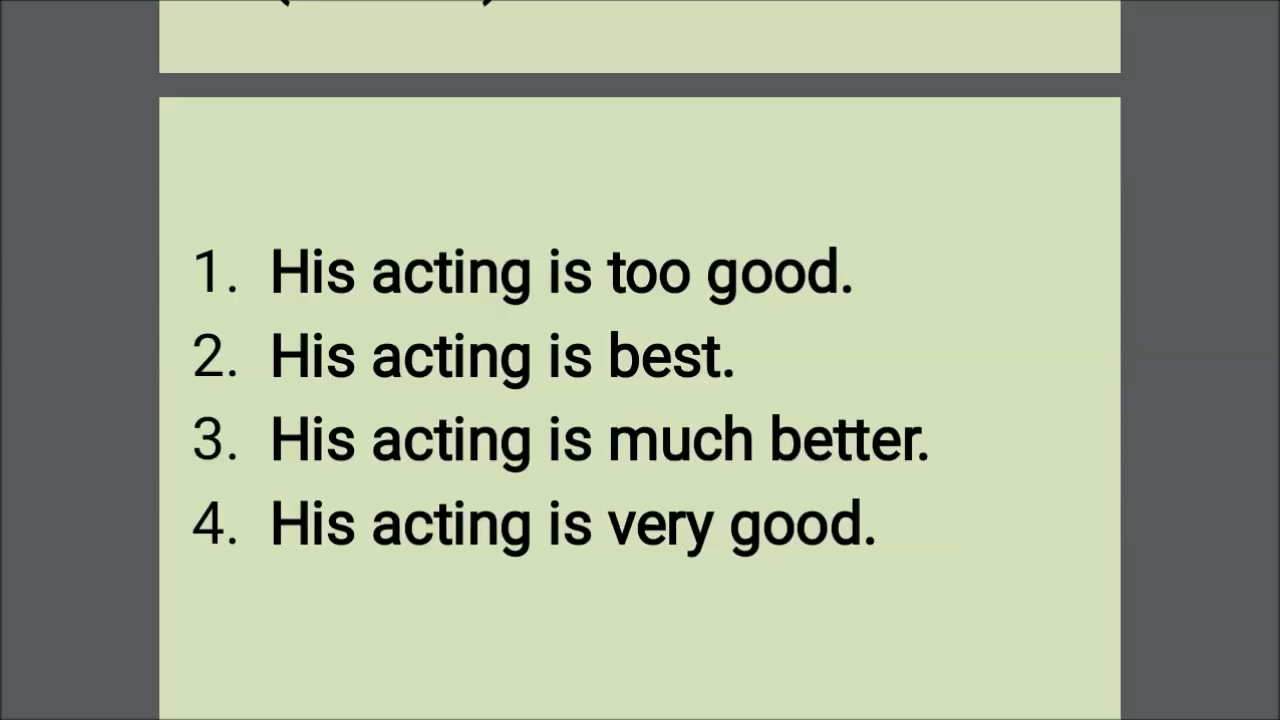 1. His acting is too good.
2. His acting is best.
3. His acting is much better.
4. His acting is very good.